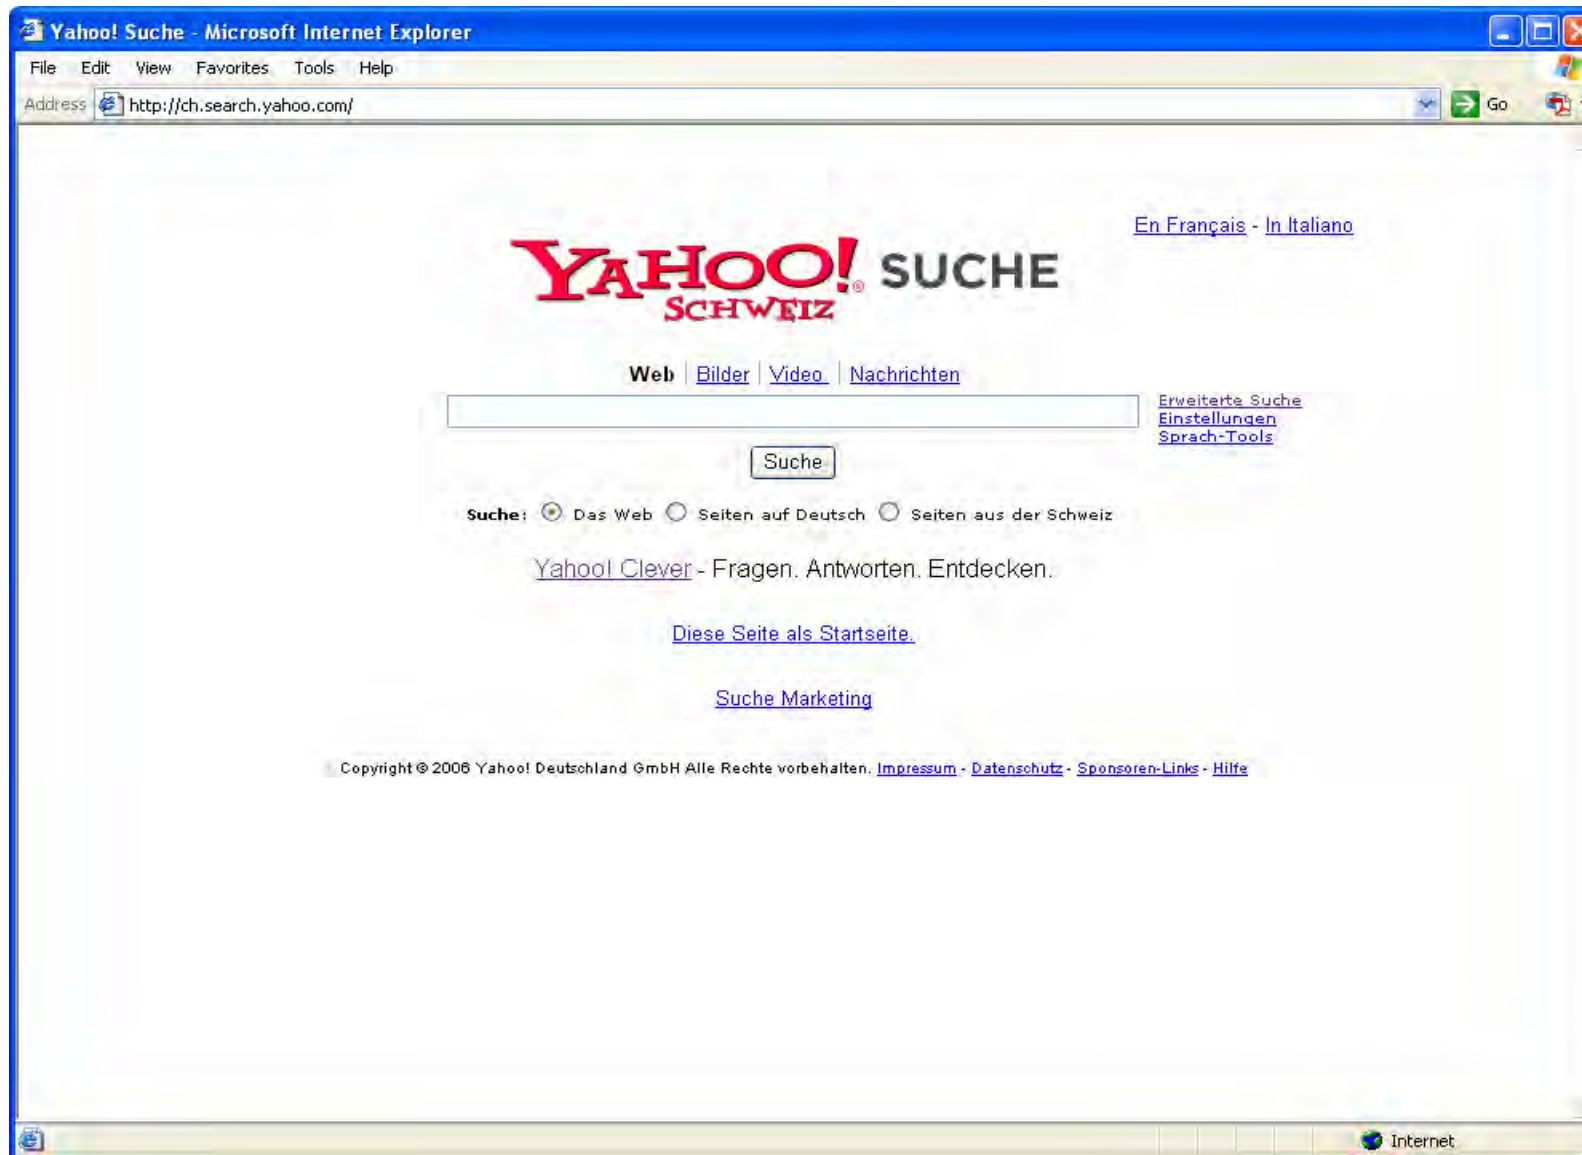 Yahoo! Suche - Microsoft Internet Explorer
File Edit View Favorites Tools Help
Address http://ch.search.yahoo.com/ Go
En Français - In Italiano
YAHOO!® SUCHE
SCHWEIZ
Web | Bilder | Video | Nachrichten
Erweiterte Suche
Einstellungen
Sprach-Tools
Suche
Suche: Das Web Seiten auf Deutsch Seiten aus der Schweiz
Yahoo! Clever - Fragen. Antworten. Entdecken.
Diese Seite als Startseite.
Suche Marketing
Copyright © 2006 Yahoo! Deutschland GmbH Alle Rechte vorbehalten. Impressum - Datenschutz - Sponsoren-Links - Hilfe
Internet